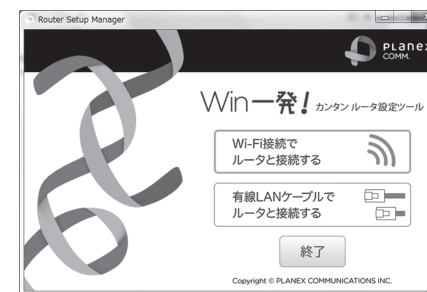 Router Setup Manager
PLANEX
COMM.
Win一発! カンタン ルータ設定ツール
Wi-Fi接続で
ルータと接続する
有線LANケーブルで
ルータと接続する
終了
Copyright © PLANEX COMMUNICATIONS INC.